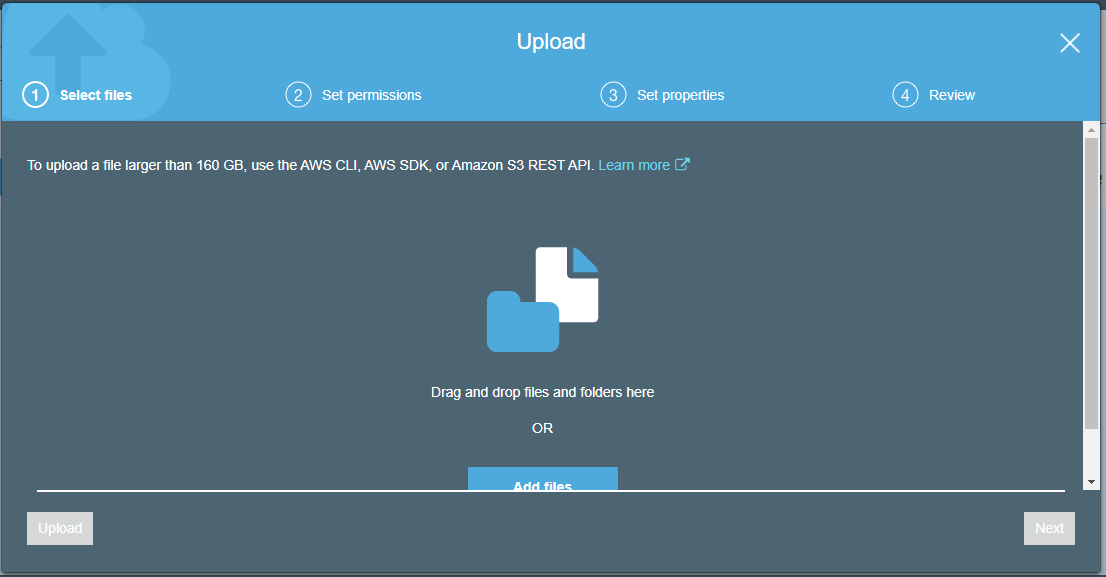 Upload
1 Select files
2 Set permissions
3 Set properties
4 Review
To upload a file larger than 160 GB, use the AWS CLI, AWS SDK, or Amazon S3 REST API. Learn more
Drag and drop files and folders here
OR
Add files
Upload
Next